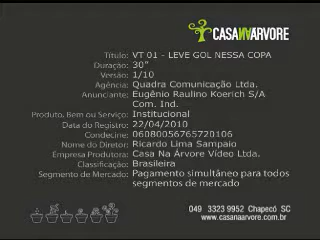 CASANAÁRVORE
Título: VT 01 - LEVE GOL NESSA COPA
Duração: 30"
Versão: 1/10
Agência: Quadra Comunicação Ltda.
Anunciante: Eugênio Raulino Koerich S/A
Com. Ind.
Produto, Bem ou Serviço: Institucional
Data do Registro: 22/04/2010
Condecine: 06080056765720106
Nome do Diretor: Ricardo Lima Sampaio
Empresa Produtora: Casa Na Árvore Vídeo Ltda.
Classificação: Brasileira
Segmento de Mercado: Pagamento simultâneo para todos
segmentos de mercado
049 3323 9952 Chapecó SC
www.casanaarvore.com.br